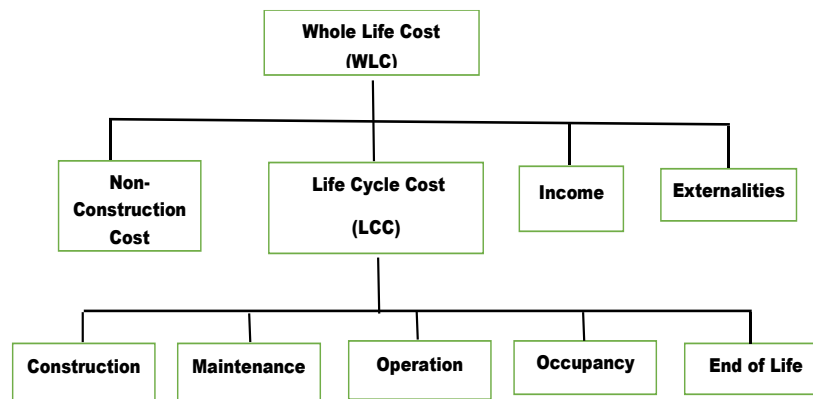 Whole Life Cost
(WLC)
Non-
Construction
Cost
Life Cycle Cost
(LCC)
Income
Externalities
Construction
Maintenance
Operation
Occupancy
End of Life